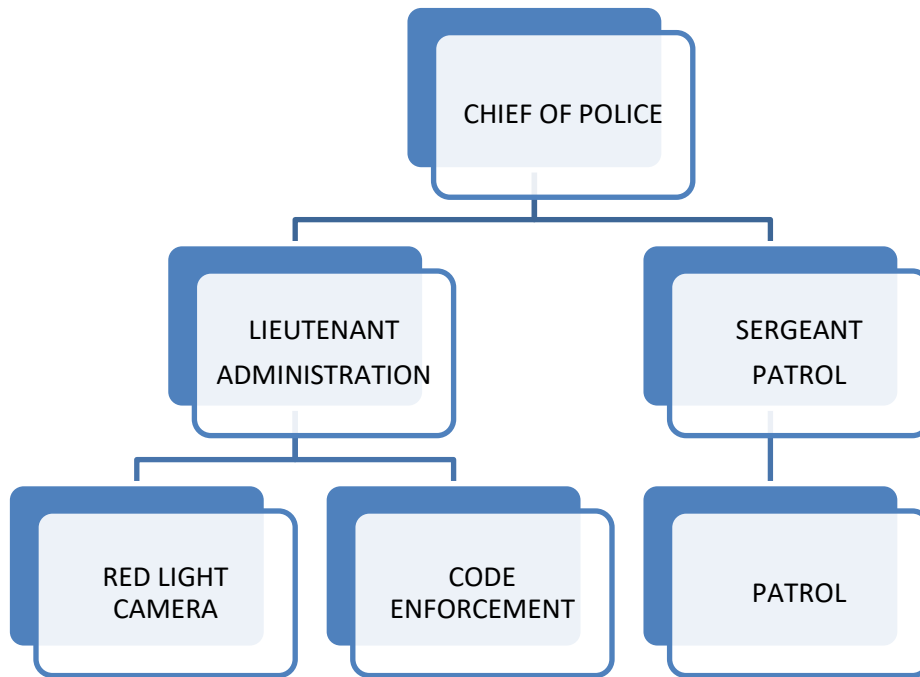 CHIEF OF POLICE
LIEUTENANT
ADMINISTRATION
SERGEANT
PATROL
RED LIGHT
CAMERA
CODE
ENFORCEMENT
PATROL